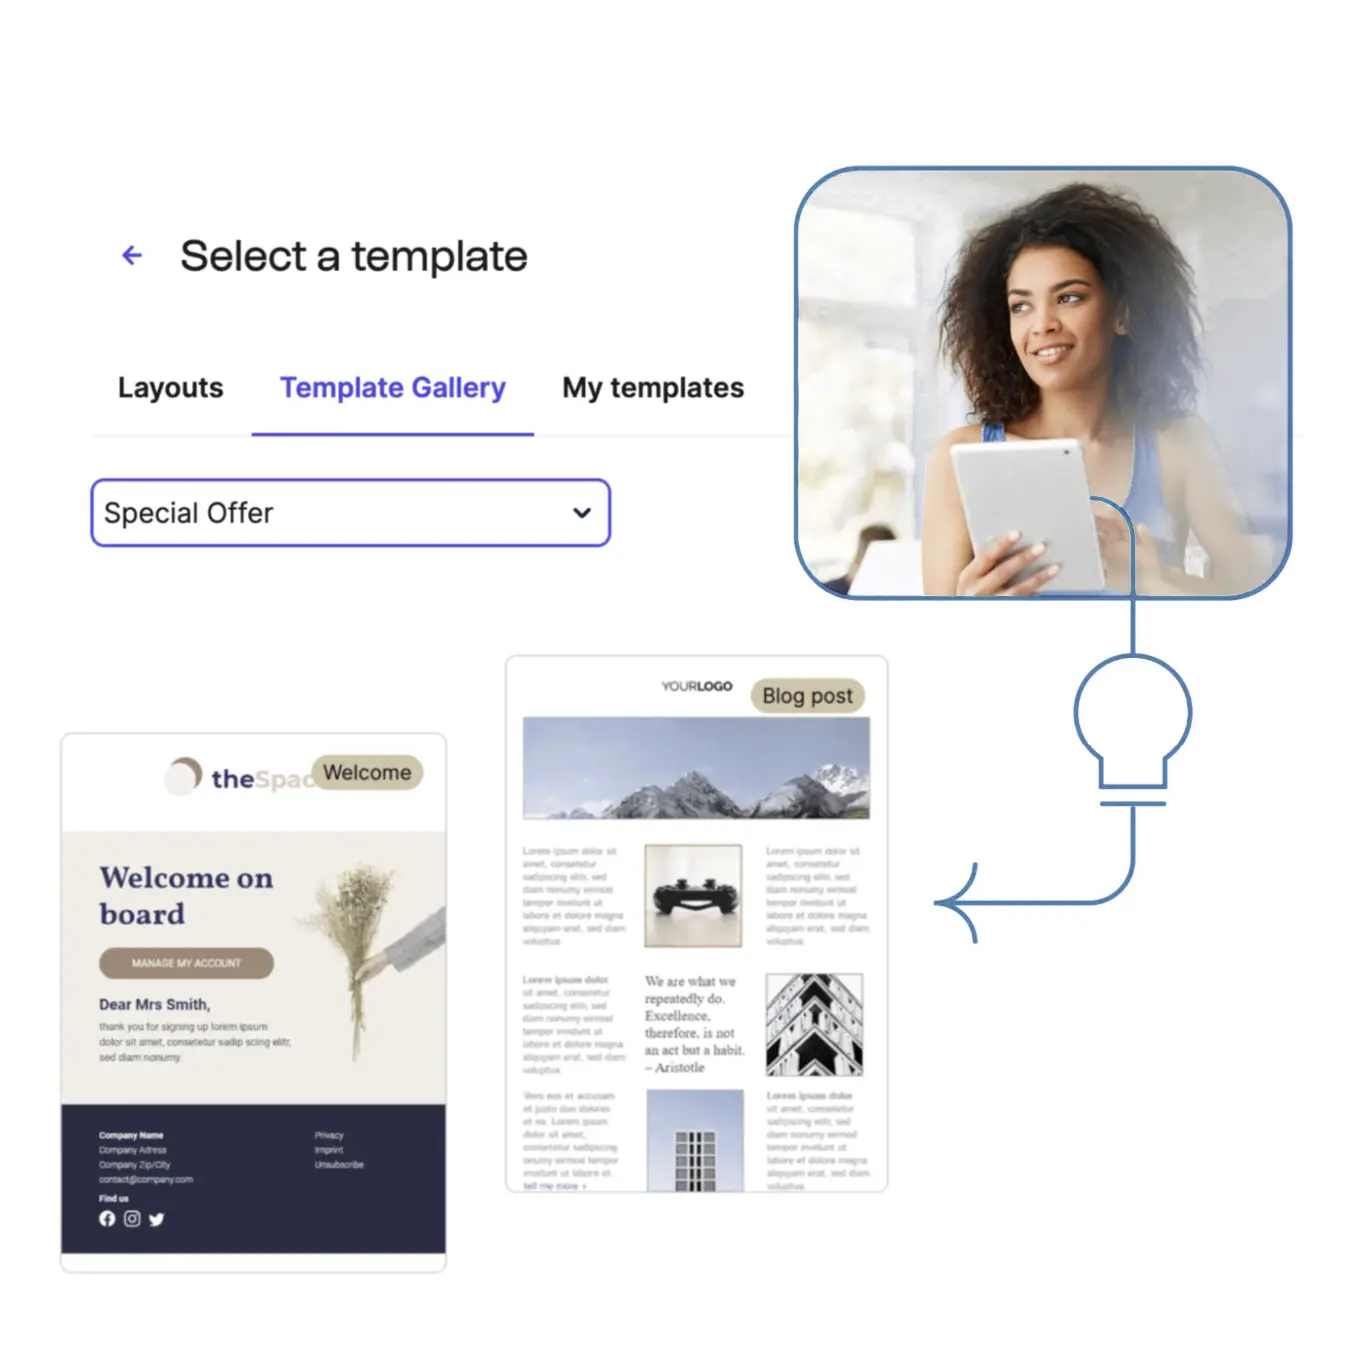 Select a template
Layouts
Template Gallery
My templates
Special Offer
theSpac
Welcome
Welcome on
board
MANAGE MY ACCOUNT
Dear Mrs Smith,
thank you for signing up lorem ipsum
dolor sit amet, consetetur sadip scing elitr,
sed diam nonumy.
Company Name
Company Adress
Company Zip/City
contact@company.com
Find us
Privacy
Imprint
Unsubscribe
YOURLOGO
Blog post
Lorem ipsum dolor sit
amet, consetetur
sadipscing elitr, sed
diam nonumy eirmod
tempor invidunt ut
labore et dolore magna
aliquyam erat, sed diam
voluptua.
Lorem ipsum dolor sit
amet, consetetur
sadipscing elitr, sed
diam nonumy eirmod
tempor invidunt ut
labore et dolore magna
aliquyam erat, sed diam
voluptua.
Lorem ipsum dolor
sit amet, consetetur
sadipscing elitr, sed
diam nonumy eirmod
tempor invidunt ut
labore et dolore magna
aliquyam erat, sed diam
voluptua.
We are what we
repeatedly do.
Excellence,
therefore, is not
an act but a habit.
– Aristotle
Vero eos et accusam
et justo duo dolores
et ea. Lorem ipsum
dolor sit amet,
consetetur sadipscing
nonumy eirmod tempor
invidunt ut labore et.
tell me more >
Lorem ipsum dolor
sit amet, consetetur
sadipscing elitr, sed
diam nonumy eirmod
tempor invidunt ut
labore et dolore magna
aliquyam erat, sed diam
voluptua.